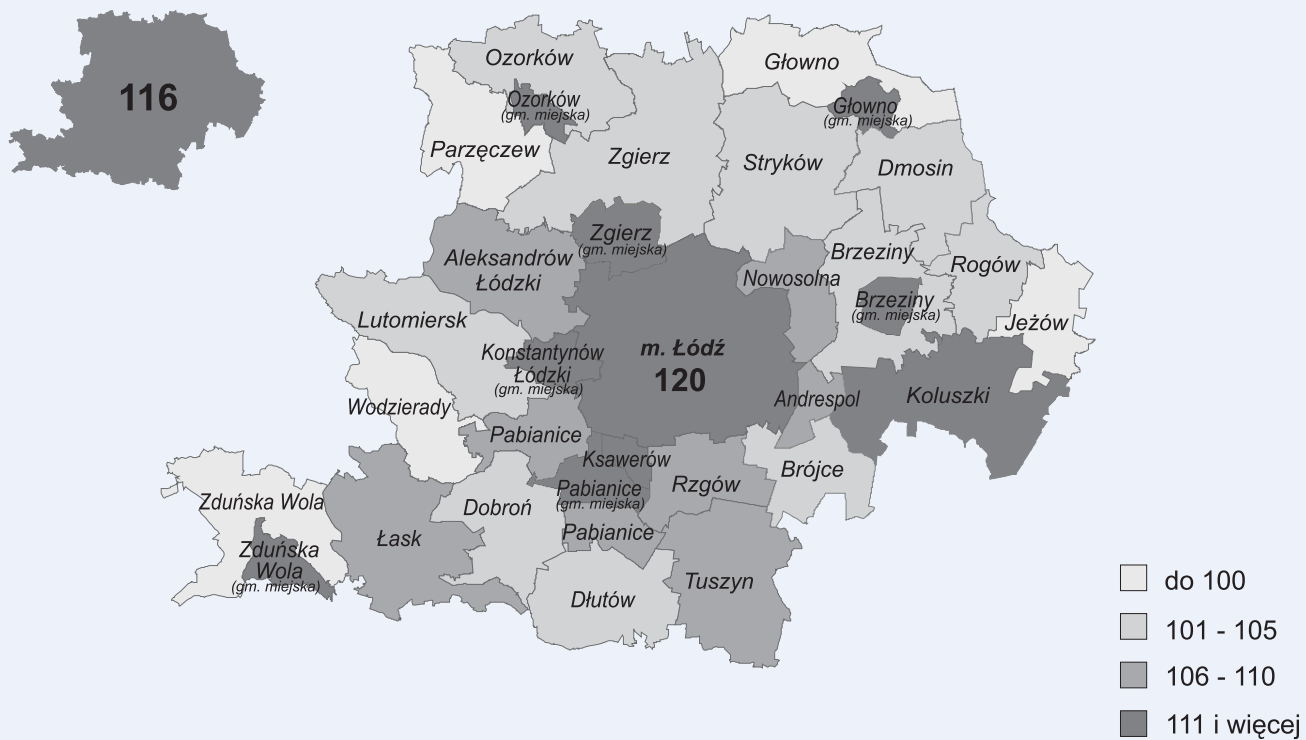 116
Ozorków
Głowno
Ozorków
(gm. miejska)
Głowno
(gm. miejska)
Parzęczew
Zgierz
Stryków
Dmosin
Zgierz
(gm. miejska)
Aleksandrów
Łódzki
Nowosolna
Brzeziny
Rogów
Brzeziny
(gm. miejska)
Jeżów
Lutomiersk
Konstantynów
Łódzki
(gm. miejska)
m. Łódź
120
Andrespol
Koluszki
Wodzierady
Pabianice
Ksawerów
Brójce
Rzgów
Pabianice
(gm. miejska)
Zduńska Wola
Dobroń
Łask
Pabianice
Zduńska
Wola
(gm. miejska)
Tuszyn
Dłutów
do 100
101 - 105
106 - 110
111 i więcej